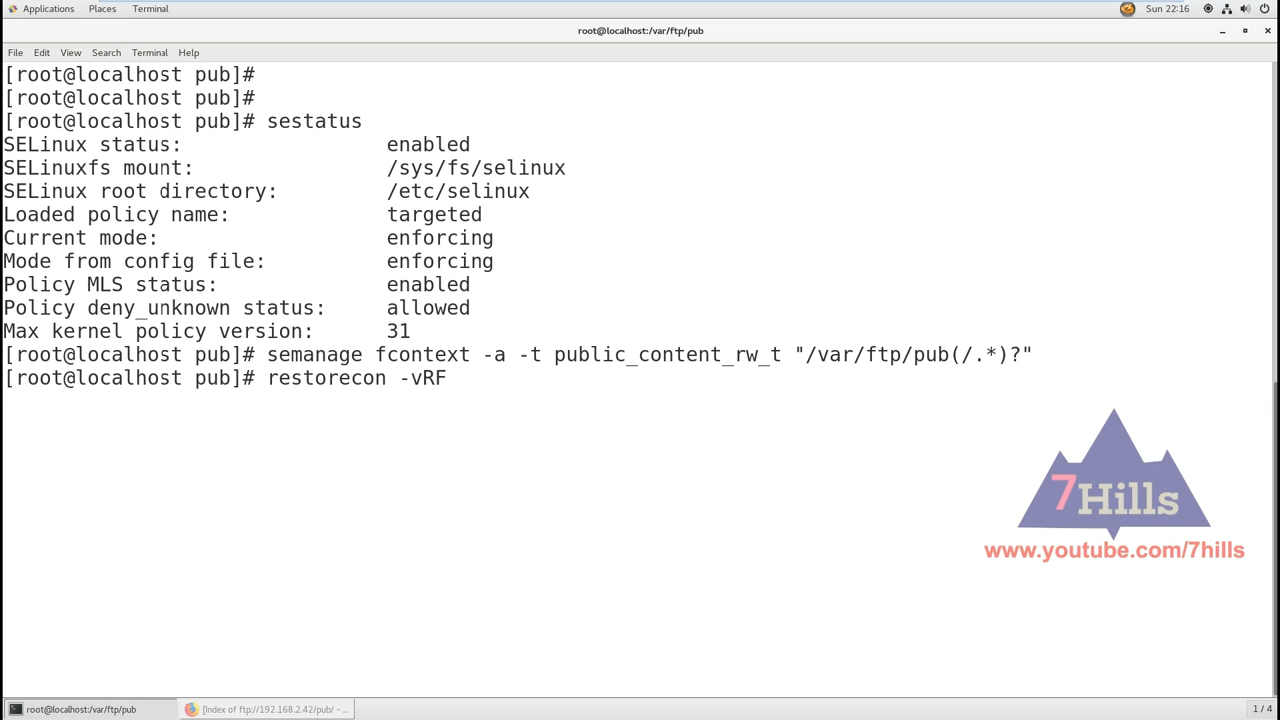 Applications Places Terminal Sun 22:16
root@localhost:/var/ftp/pub
File Edit View Search Terminal Help
[root@localhost pub]#
[root@localhost pub]#
[root@localhost pub]# sestatus
SELinux status: enabled
SELinuxfs mount: /sys/fs/selinux
SELinux root directory: /etc/selinux
Loaded policy name: targeted
Current mode: enforcing
Mode from config file: enforcing
Policy MLS status: enabled
Policy deny_unknown status: allowed
Max kernel policy version: 31
[root@localhost pub]# semanage fcontext -a -t public_content_rw_t "/var/ftp/pub(/.*)?"
[root@localhost pub]# restorecon -vRF
7Hills
www.youtube.com/7hills
root@localhost:/var/ftp/pub [Index of ftp://192.168.2.42/pub/ - ... 1 / 4